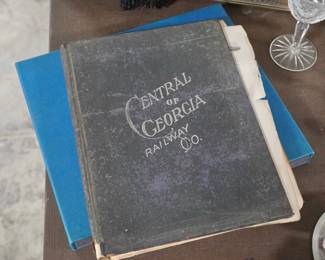 CENTRAL
OF
GEORGIA
RAILWAY
CO.